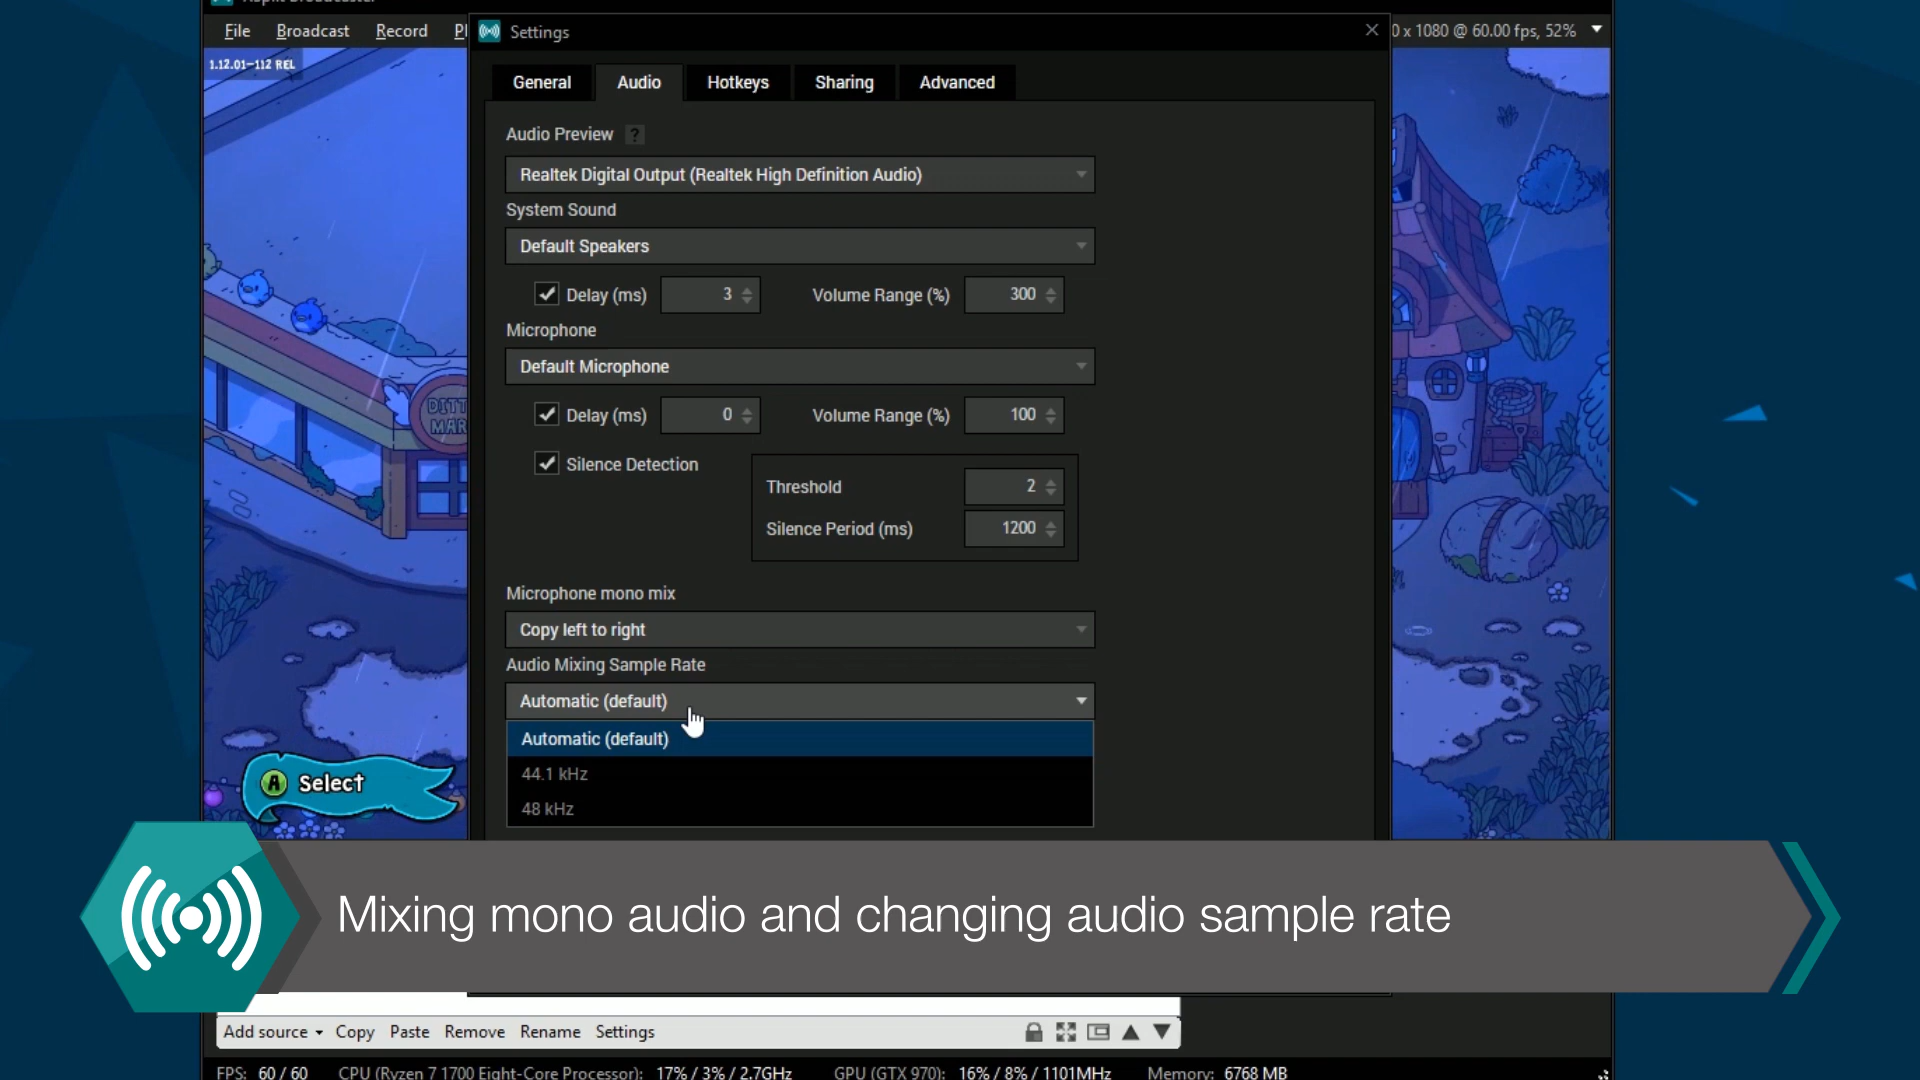 File Broadcast Record
Settings
0 x 1080 @ 60.00 fps, 52%
1.12.01-112 REL
General Audio Hotkeys Sharing Advanced
Audio Preview ?
Realtek Digital Output (Realtek High Definition Audio)
System Sound
Default Speakers
Delay (ms) 3 Volume Range (%) 300
Microphone
Default Microphone
Delay (ms) 0 Volume Range (%) 100
Silence Detection
Threshold 2
Silence Period (ms) 1200
Microphone mono mix
Copy left to right
Audio Mixing Sample Rate
Automatic (default)
Automatic (default)
44.1 kHz
48 kHz
A Select
Mixing mono audio and changing audio sample rate
Add source Copy Paste Remove Rename Settings
FPS: 60 / 60 CPU (Ryzen 7 1700 Eight-Core Processor): 17% / 3% / 2.7GHz GPU (GTX 970): 16% / 8% / 1101MHz Memory: 6768 MB